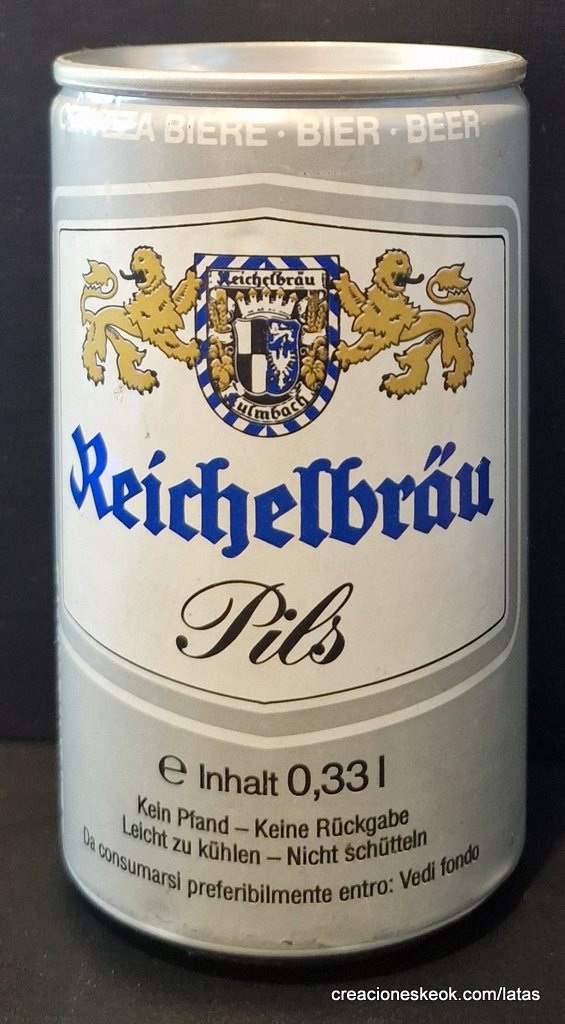 CERVEZA BIERE · BIER · BEER
Reichelbräu
Kulmbach
Reichelbräu
Pils
℮ Inhalt 0,33 l
Kein Pfand – Keine Rückgabe
Leicht zu kühlen – Nicht schütteln
Da consumarsi preferibilmente entro: Vedi fondo
creacioneskeok.com/latas